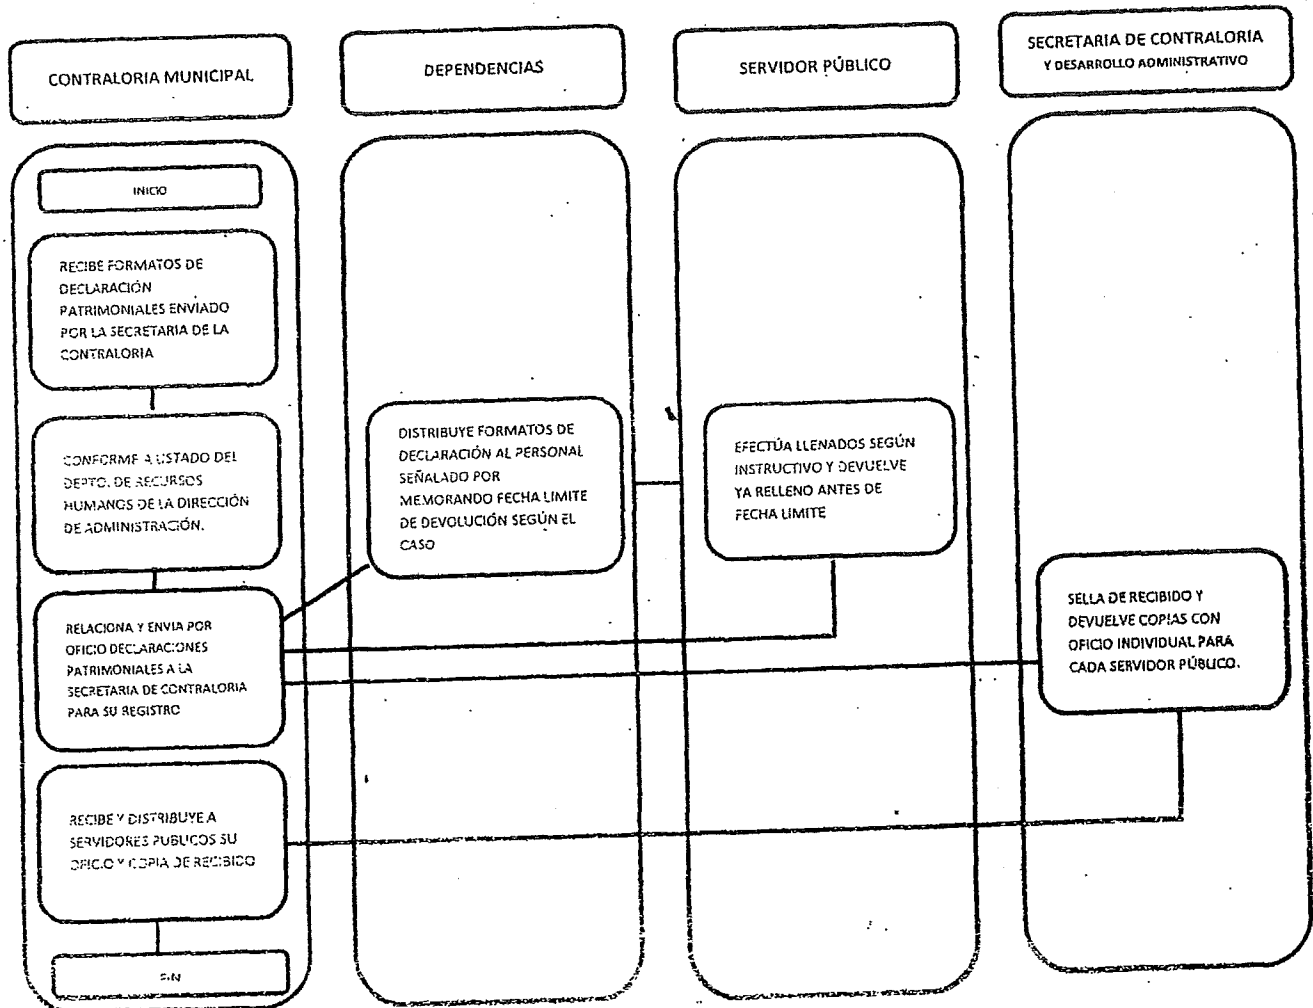 CONTRALORIA MUNICIPAL
DEPENDENCIAS
SERVIDOR PÚBLICO
SECRETARIA DE CONTRALORIA
Y DESARROLLO ADMINISTRATIVO
INICIO
RECIBE FORMATOS DE
DECLARACIÓN
PATRIMONIALES ENVIADO
POR LA SECRETARIA DE LA
CONTRALORIA
CONFORME A LISTADO DEL
DEPTO. DE RECURSOS
HUMANOS DE LA DIRECCIÓN
DE ADMINISTRACIÓN.
RELACIONA Y ENVIA POR
OFICIO DECLARACIONES
PATRIMONIALES A LA
SECRETARIA DE CONTRALORIA
PARA SU REGISTRO
RECIBE Y DISTRIBUYE A
SERVIDORES PUBLICOS SU
OFICIO Y COPIA DE RECIBIDO
FIN
DISTRIBUYE FORMATOS DE
DECLARACIÓN AL PERSONAL
SEÑALADO POR
MEMORANDO FECHA LIMITE
DE DEVOLUCIÓN SEGÚN EL
CASO
EFECTÚA LLENADOS SEGÚN
INSTRUCTIVO Y DEVUELVE
YA RELLENO ANTES DE
FECHA LIMITE
SELLA DE RECIBIDO Y
DEVUELVE COPIAS CON
OFICIO INDIVIDUAL PARA
CADA SERVIDOR PÚBLICO.